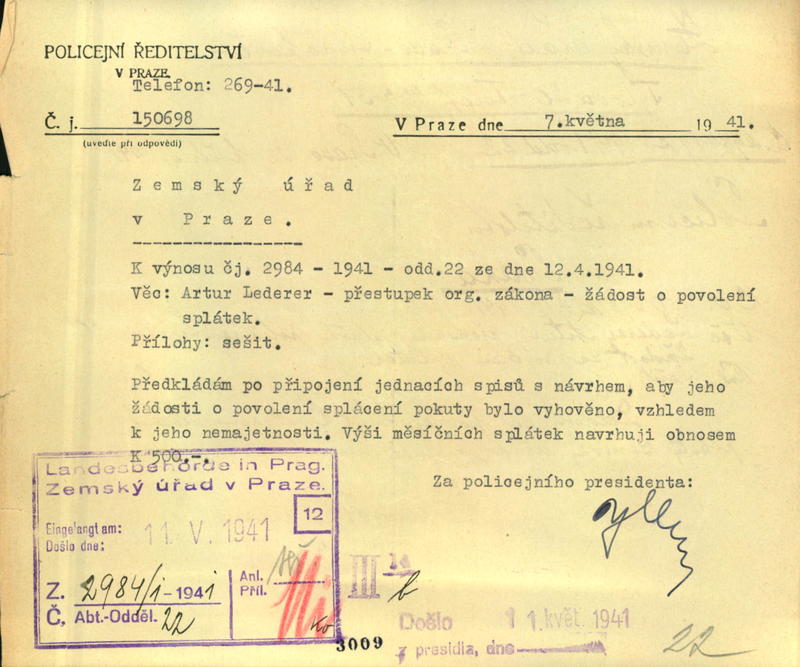 POLICEJNÍ ŘEDITELSTVÍ
V PRAZE
Telefon: 269-41.
Č. j. 150698
(uveďte při odpovědi)
V Praze dne 7.května 1941.
Zemský úřad
v Praze.
K výnosu čj. 2984 - 1941 - odd.22 ze dne 12.4.1941.
Věc: Artur Lederer - přestupek org. zákona - žádost o povolení
splátek.
Přílohy: sešit.
Předkládám po připojení jednacích spisů s návrhem, aby jeho
žádosti o povolení splácení pokuty bylo vyhověno, vzhledem
k jeho nemajetnosti. Výši měsíčních splátek navrhuji obnosem
K 500.-.
Za policejního presidenta:
Landesbehörde in Prag.
Zemský úřad v Praze.
12
Eingelangt am:
Došlo dne:
11. V. 1941
Z. 2984/1-1941
Č, Abt.-Odděl. 22
Anl.
Příl.
III
14
b
3009
Došlo 11. květ. 1941
z presidia, dne
22